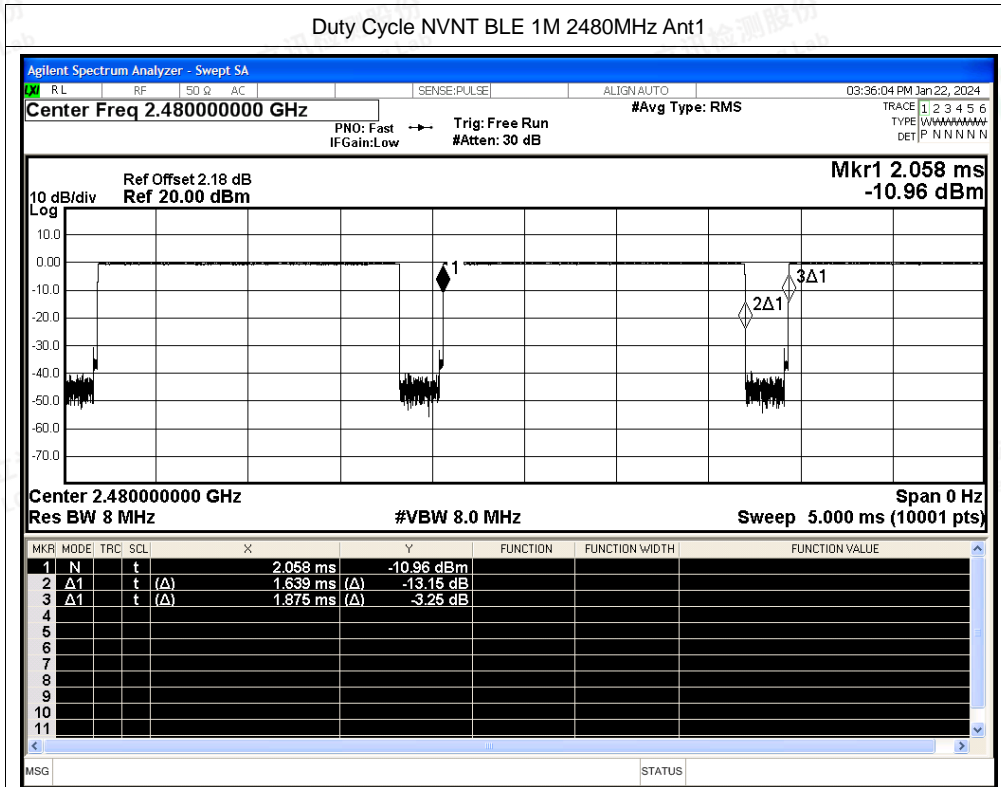 Duty Cycle NVNT BLE 1M 2480MHz Ant1
Agilent Spectrum Analyzer - Swept SA
LXI RL RF 50 Ω AC SENSE:PULSE ALIGN AUTO 03:36:04 PM Jan 22, 2024
Center Freq 2.480000000 GHz #Avg Type: RMS TRACE 1 2 3 4 5 6
PNO: Fast Trig: Free Run TYPE WWWWWW
IFGain:Low #Atten: 30 dB DET P N N N N N
Mkr1 2.058 ms
-10.96 dBm
Ref Offset 2.18 dB
10 dB/div Ref 20.00 dBm
Log
10.0
0.00
-10.0
-20.0
-30.0
-40.0
-50.0
-60.0
-70.0
1
2Δ1
3Δ1
Center 2.480000000 GHz Span 0 Hz
Res BW 8 MHz #VBW 8.0 MHz Sweep 5.000 ms (10001 pts)
MKR MODE TRC SCL X Y FUNCTION FUNCTION WIDTH FUNCTION VALUE
1 N t 2.058 ms -10.96 dBm
2 Δ1 t (Δ) 1.639 ms (Δ) -13.15 dB
3 Δ1 t (Δ) 1.875 ms (Δ) -3.25 dB
4
5
6
7
8
9
10
11
MSG STATUS